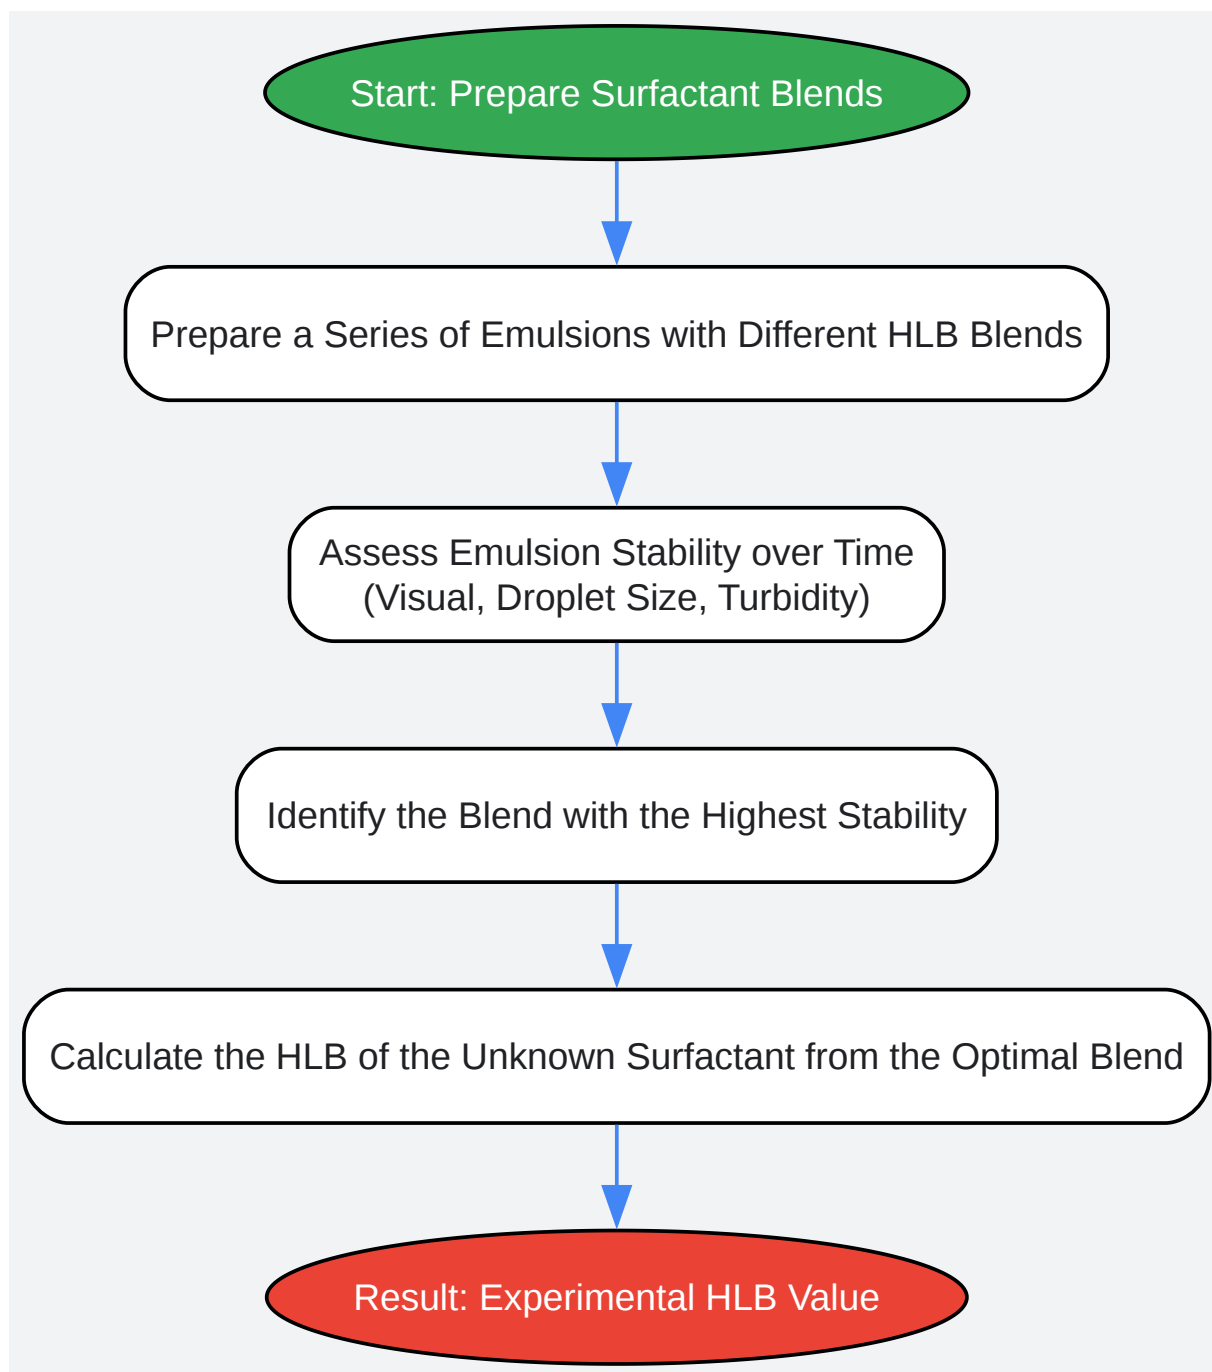 Start: Prepare Surfactant Blends
Prepare a Series of Emulsions with Different HLB Blends
Assess Emulsion Stability over Time
(Visual, Droplet Size, Turbidity)
Identify the Blend with the Highest Stability
Calculate the HLB of the Unknown Surfactant from the Optimal Blend
Result: Experimental HLB Value